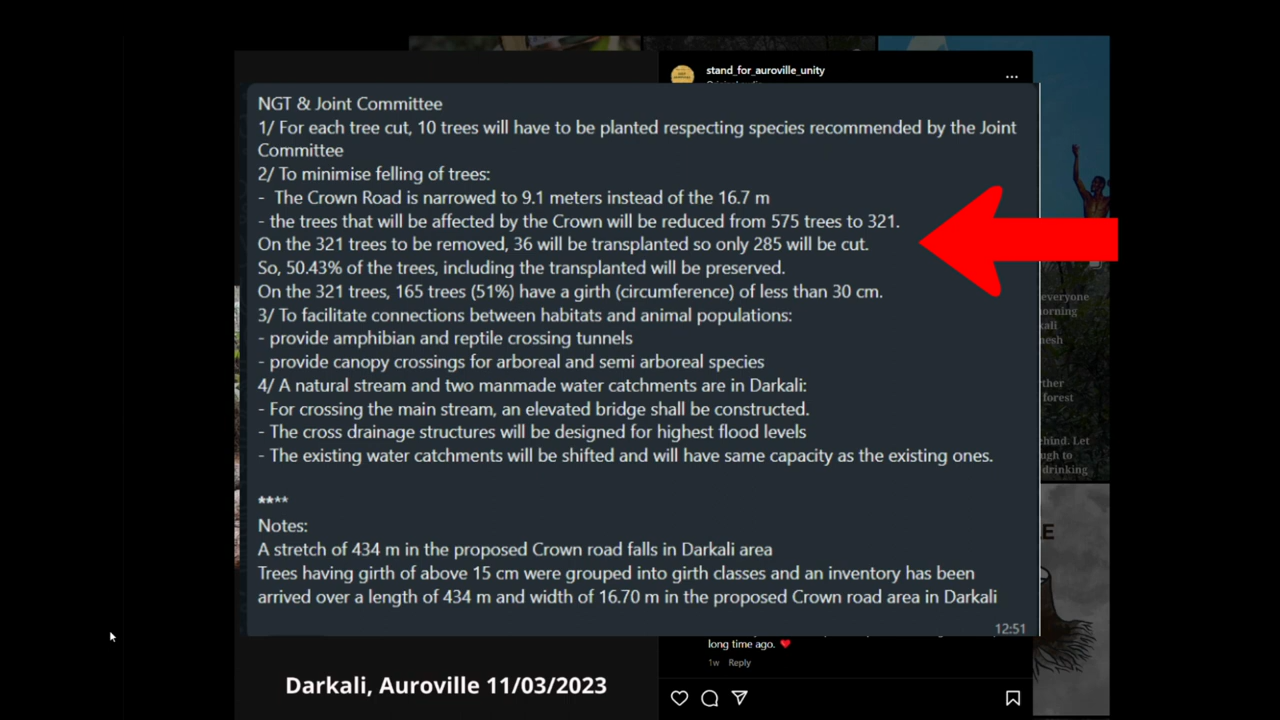 stand_for_auroville_unity
NGT & Joint Committee
1/ For each tree cut, 10 trees will have to be planted respecting species recommended by the Joint
Committee
2/ To minimise felling of trees:
- The Crown Road is narrowed to 9.1 meters instead of the 16.7 m
- the trees that will be affected by the Crown will be reduced from 575 trees to 321.
On the 321 trees to be removed, 36 will be transplanted so only 285 will be cut.
So, 50.43% of the trees, including the transplanted will be preserved.
On the 321 trees, 165 trees (51%) have a girth (circumference) of less than 30 cm.
3/ To facilitate connections between habitats and animal populations:
- provide amphibian and reptile crossing tunnels
- provide canopy crossings for arboreal and semi arboreal species
4/ A natural stream and two manmade water catchments are in Darkali:
- For crossing the main stream, an elevated bridge shall be constructed.
- The cross drainage structures will be designed for highest flood levels
- The existing water catchments will be shifted and will have same capacity as the existing ones.
****
Notes:
A stretch of 434 m in the proposed Crown road falls in Darkali area
Trees having girth of above 15 cm were grouped into girth classes and an inventory has been
arrived over a length of 434 m and width of 16.70 m in the proposed Crown road area in Darkali
12:51
everyone
forest
Let
drinking
long time ago. ❤️
1w Reply
Darkali, Auroville 11/03/2023